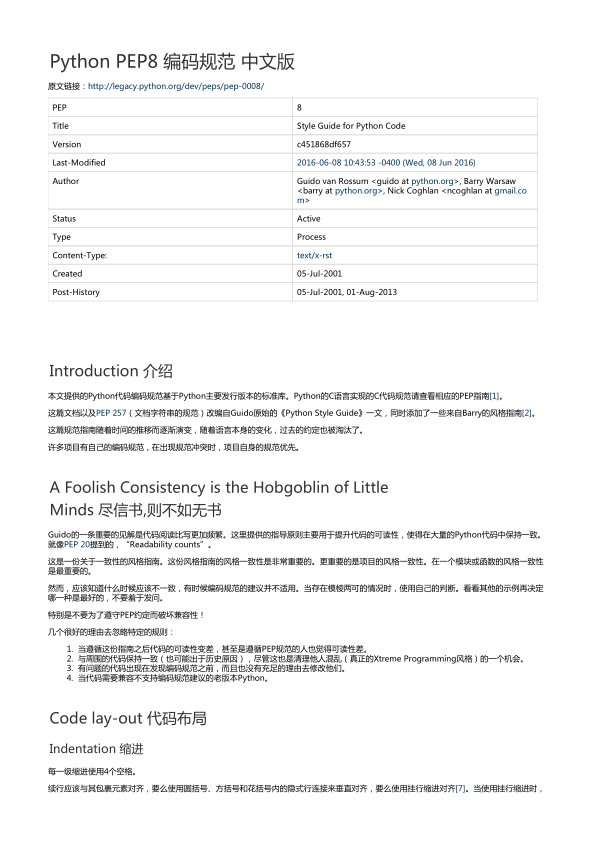 Python PEP8 编码规范 中文版
原文链接：http://legacy.python.org/dev/peps/pep-0008/
PEP 8
Title Style Guide for Python Code
Version c451868df657
Last-Modified 2016-06-08 10:43:53 -0400 (Wed, 08 Jun 2016)
Author Guido van Rossum <guido at python.org>, Barry Warsaw
<barry at python.org>, Nick Coghlan <ncoghlan at gmail.co
m>
Status Active
Type Process
Content-Type: text/x-rst
Created 05-Jul-2001
Post-History 05-Jul-2001, 01-Aug-2013
Introduction 介绍
本文提供的Python代码编码规范基于Python主要发行版本的标准库。Python的C语言实现的C代码规范请查看相应的PEP指南[1]。
这篇文档以及PEP 257（文档字符串的规范）改编自Guido原始的《Python Style Guide》一文，同时添加了一些来自Barry的风格指南[2]。
这篇规范指南随着时间的推移而逐渐演变，随着语言本身的变化，过去的约定也被淘汰了。
许多项目有自己的编码规范，在出现规范冲突时，项目自身的规范优先。
A Foolish Consistency is the Hobgoblin of Little
Minds 尽信书,则不如无书
Guido的一条重要的见解是代码阅读比写更加频繁。这里提供的指导原则主要用于提升代码的可读性，使得在大量的Python代码中保持一致。
就像PEP 20提到的，“Readability counts”。
这是一份关于一致性的风格指南。这份风格指南的风格一致性是非常重要的。更重要的是项目的风格一致性。在一个模块或函数的风格一致性
是最重要的。
然而，应该知道什么时候应该不一致，有时候编码规范的建议并不适用。当存在模棱两可的情况时，使用自己的判断。看看其他的示例再决定
哪一种是最好的，不要羞于发问。
特别是不要为了遵守PEP约定而破坏兼容性！
几个很好的理由去忽略特定的规则：
1. 当遵循这份指南之后代码的可读性变差，甚至是遵循PEP规范的人也觉得可读性差。
2. 与周围的代码保持一致（也可能出于历史原因），尽管这也是清理他人混乱（真正的Xtreme Programming风格）的一个机会。
3. 有问题的代码出现在发现编码规范之前，而且也没有充足的理由去修改他们。
4. 当代码需要兼容不支持编码规范建议的老版本Python。
Code lay-out 代码布局
Indentation 缩进
每一级缩进使用4个空格。
续行应该与其包裹元素对齐，要么使用圆括号、方括号和花括号内的隐式行连接来垂直对齐，要么使用挂行缩进对齐[7]。当使用挂行缩进时，